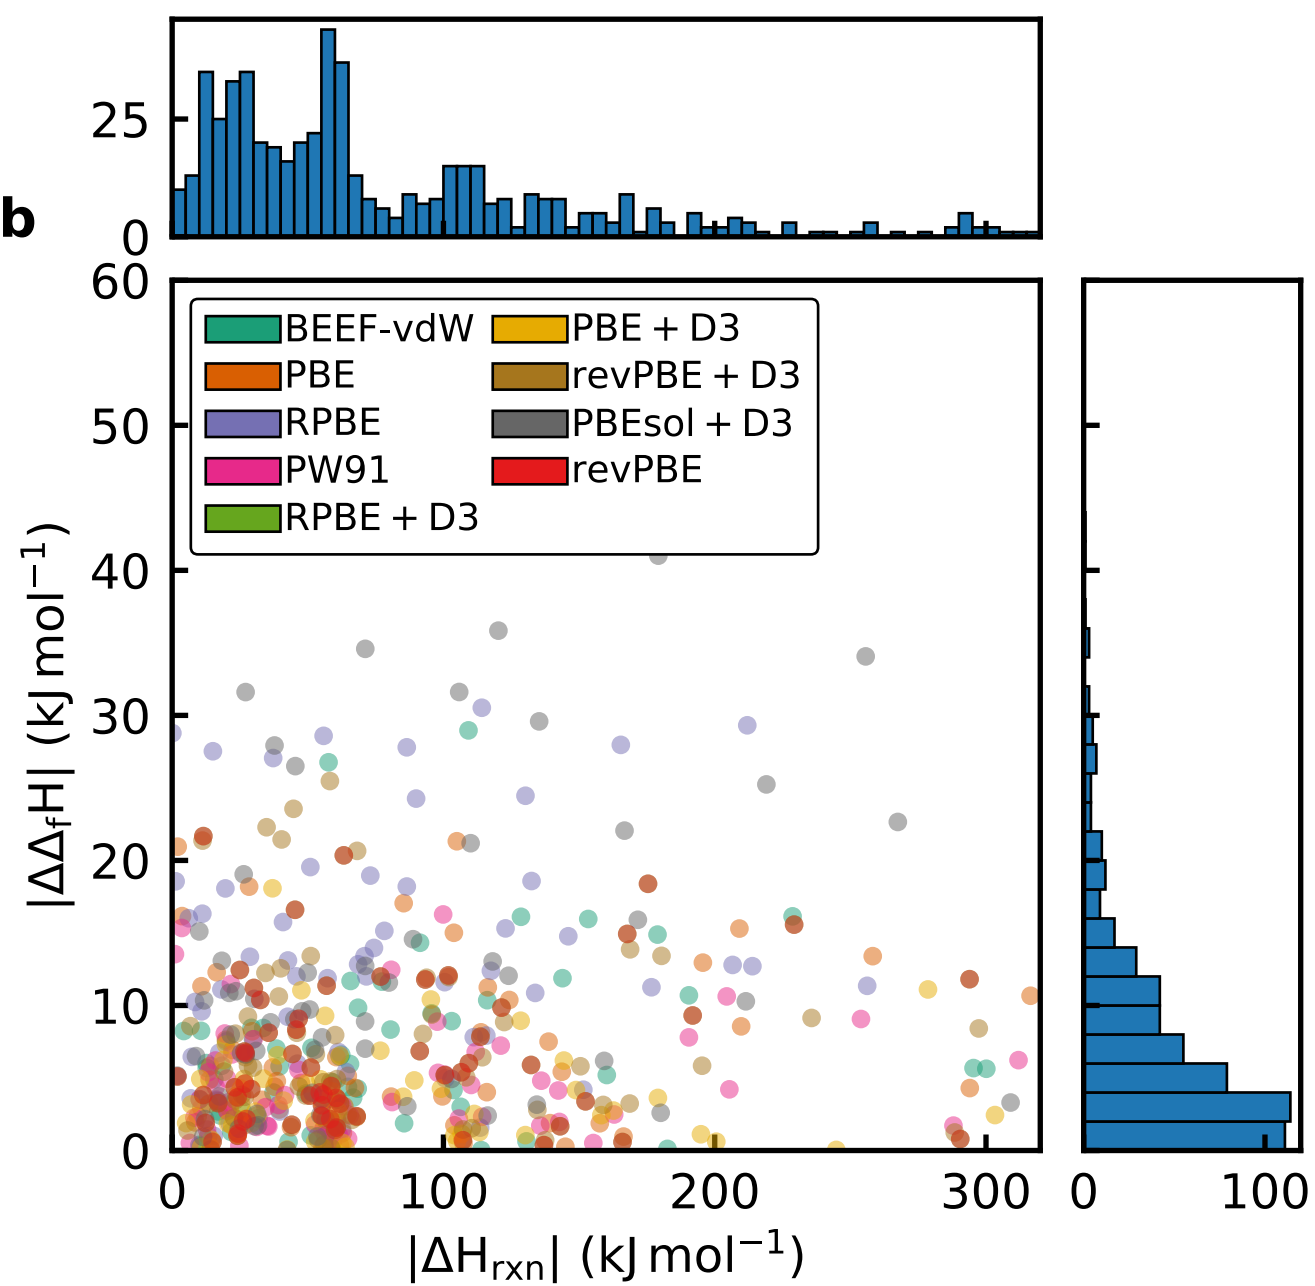 25
b
0
60
50
40
30
20
10
0
BEEF-vdW
PBE
RPBE
PW91
RPBE + D3
PBE + D3
revPBE + D3
PBEsol + D3
revPBE
|ΔΔfH| (kJ mol−1)
0 100 200 300
0 100
|ΔHrxn| (kJ mol−1)